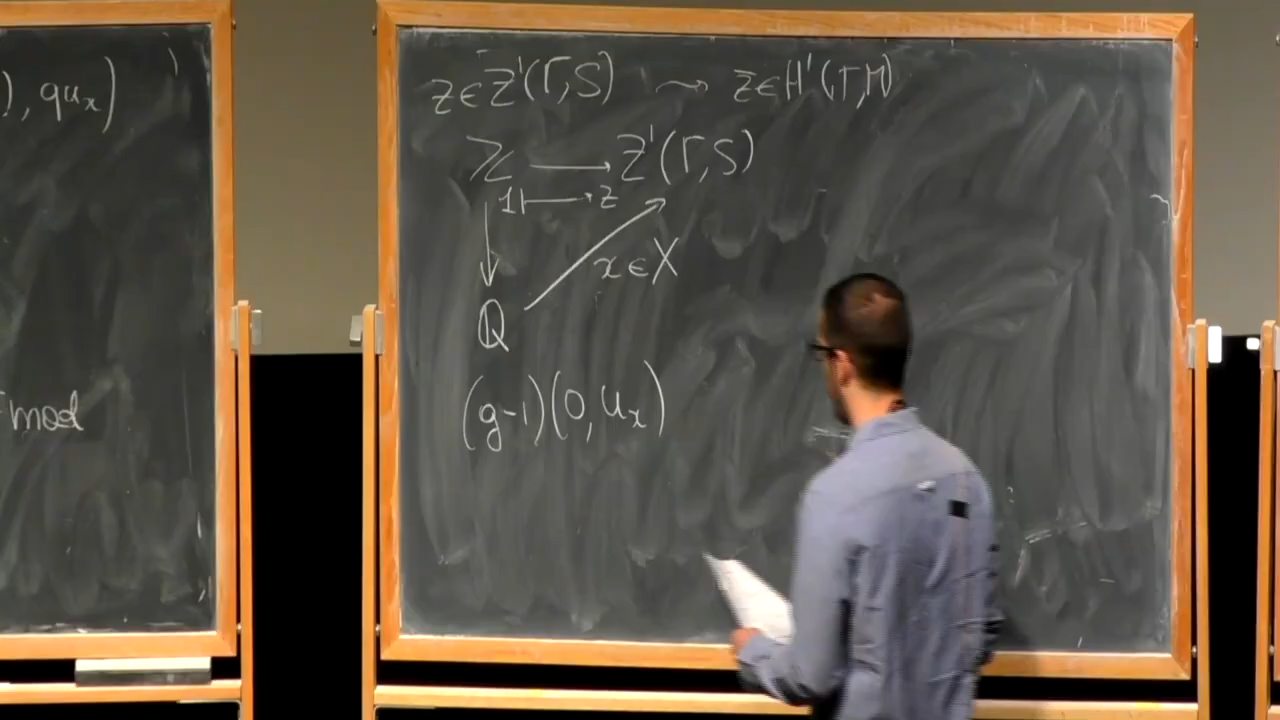 ), qu_x)
mod
z ∈ Z¹(Γ,S) ⇝ z ∈ H¹(Γ,M)
ℤ ⟶ Z¹(Γ,S)
1 ⟼ z
x ∈ X
ℚ
(g-1)(0, u_x)